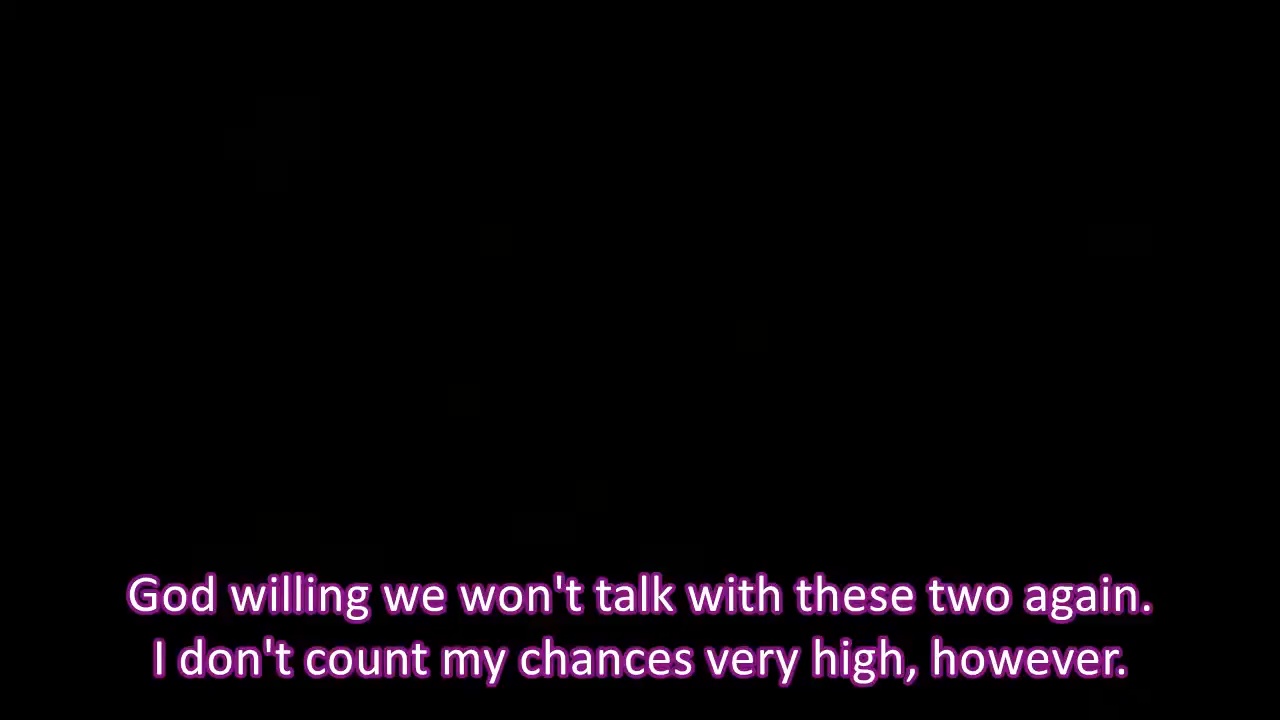 God willing we won't talk with these two again.
I don't count my chances very high, however.